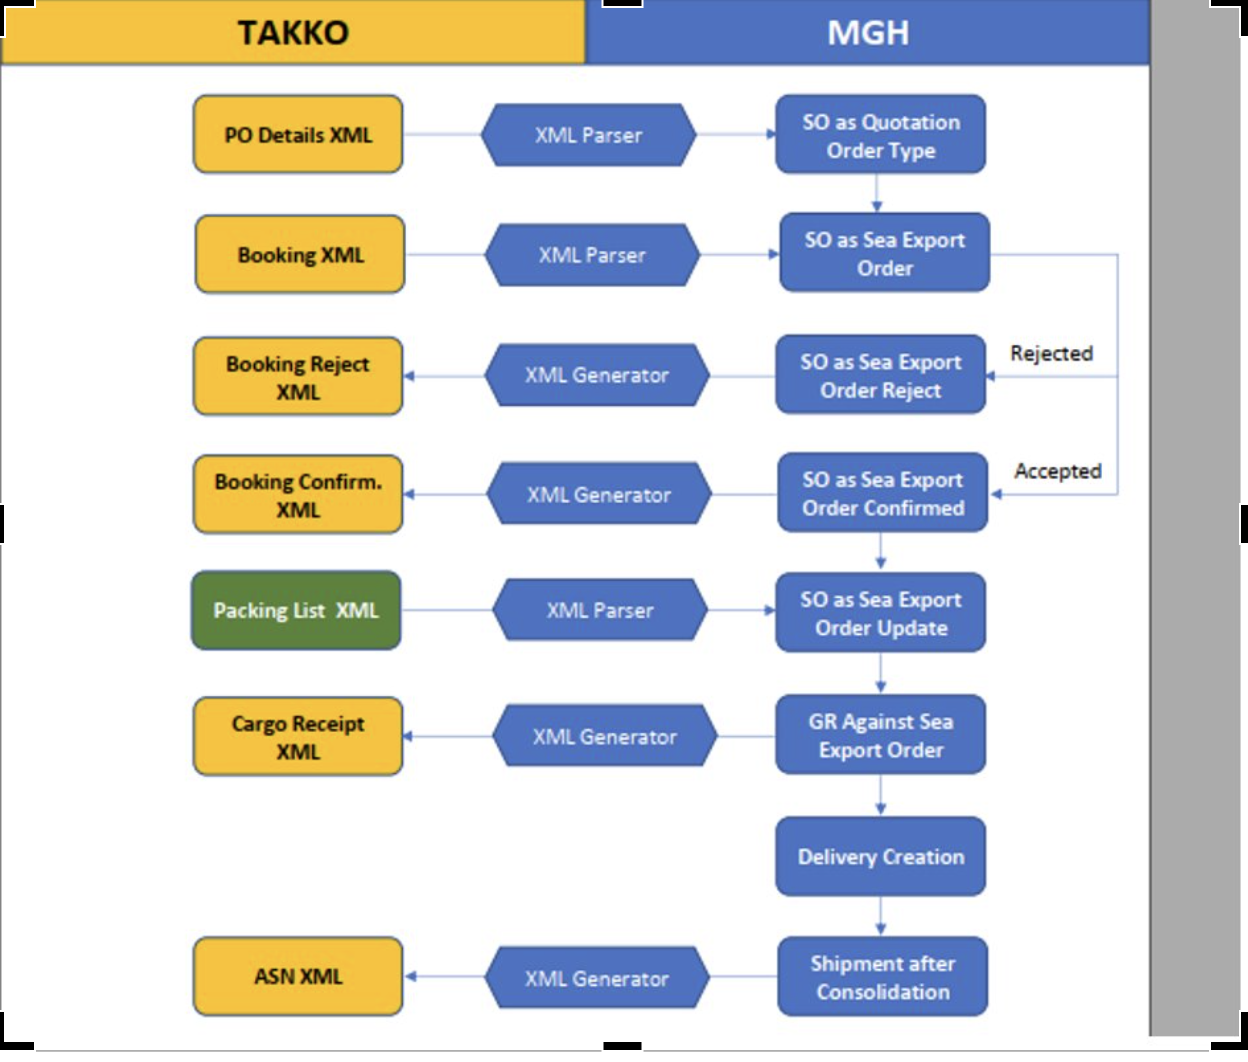 TAKKO
MGH
PO Details XML
XML Parser
SO as Quotation
Order Type
Booking XML
XML Parser
SO as Sea Export
Order
Booking Reject
XML
XML Generator
SO as Sea Export
Order Reject
Rejected
Booking Confirm.
XML
XML Generator
SO as Sea Export
Order Confirmed
Accepted
Packing List XML
XML Parser
SO as Sea Export
Order Update
Cargo Receipt
XML
XML Generator
GR Against Sea
Export Order
Delivery Creation
ASN XML
XML Generator
Shipment after
Consolidation